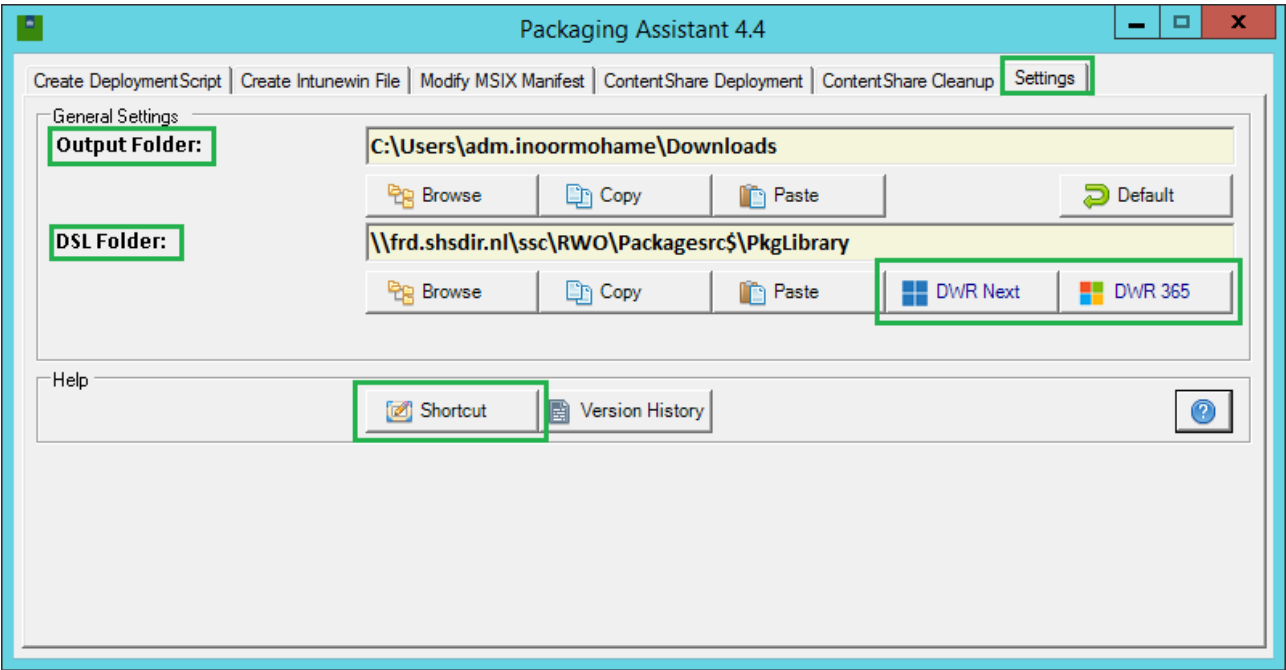 Packaging Assistant 4.4
Create DeploymentScript Create Intunewin File Modify MSIX Manifest ContentShare Deployment ContentShare Cleanup Settings
General Settings
Output Folder: C:\Users\adm.inoormohame\Downloads
Browse Copy Paste Default
DSL Folder: \\frd.shsdir.nl\ssc\RWO\Packagesrc$\PkgLibrary
Browse Copy Paste DWR Next DWR 365
Help
Shortcut Version History ?